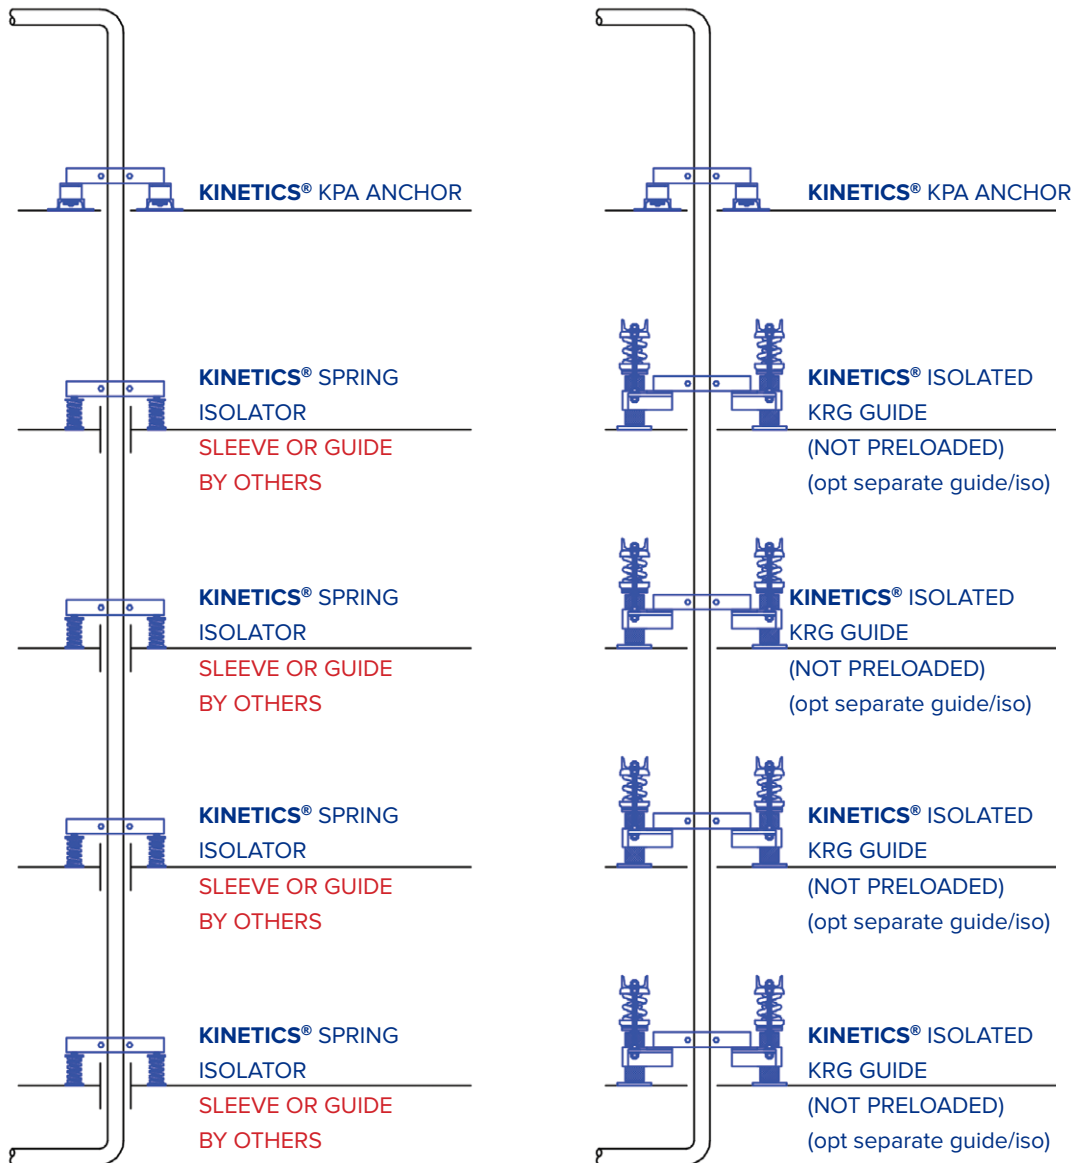 KINETICS® KPA ANCHOR
KINETICS® SPRING
ISOLATOR
SLEEVE OR GUIDE
BY OTHERS
KINETICS® SPRING
ISOLATOR
SLEEVE OR GUIDE
BY OTHERS
KINETICS® SPRING
ISOLATOR
SLEEVE OR GUIDE
BY OTHERS
KINETICS® SPRING
ISOLATOR
SLEEVE OR GUIDE
BY OTHERS
KINETICS® KPA ANCHOR
KINETICS® ISOLATED
KRG GUIDE
(NOT PRELOADED)
(opt separate guide/iso)
KINETICS® ISOLATED
KRG GUIDE
(NOT PRELOADED)
(opt separate guide/iso)
KINETICS® ISOLATED
KRG GUIDE
(NOT PRELOADED)
(opt separate guide/iso)
KINETICS® ISOLATED
KRG GUIDE
(NOT PRELOADED)
(opt separate guide/iso)